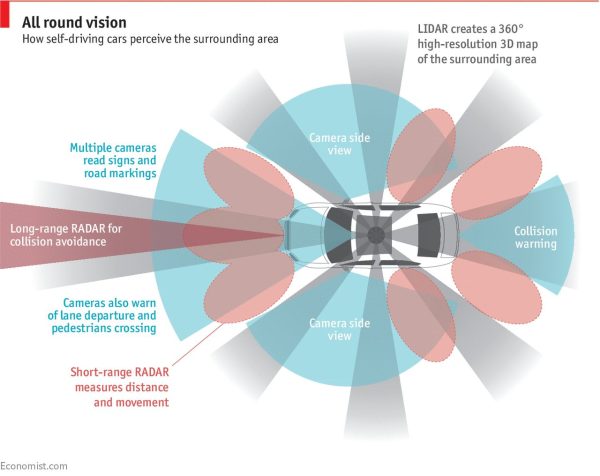 All round vision
How self-driving cars perceive the surrounding area
LIDAR creates a 360°
high-resolution 3D map
of the surrounding area
Camera side
view
Multiple cameras
read signs and
road markings
Long-range RADAR for
collision avoidance
Collision
warning
Cameras also warn
of lane departure and
pedestrians crossing
Camera side
view
Short-range RADAR
measures distance
and movement
Economist.com